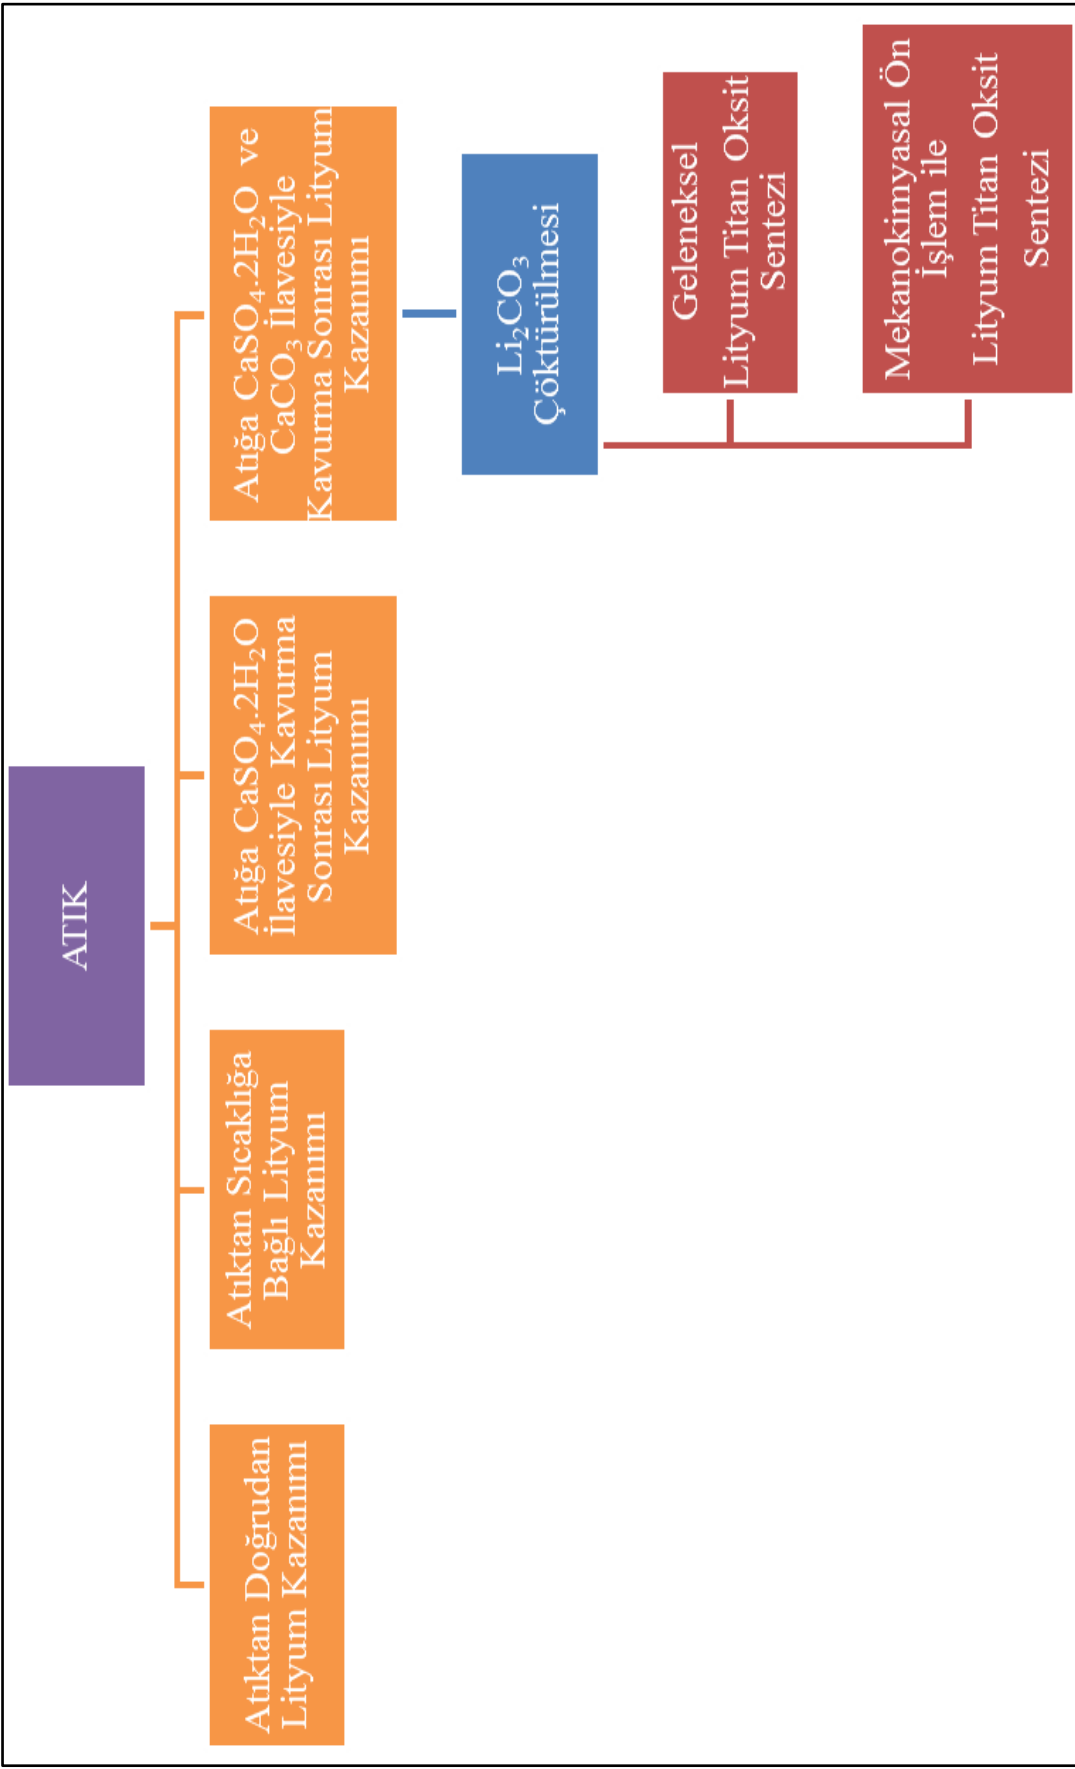 ATIK
Atıktan Doğrudan
Lityum Kazanımı
Atıktan Sıcaklığa
Bağlı Lityum
Kazanımı
Atığa CaSO₄.2H₂O
İlavesiyle Kavurma
Sonrası Lityum
Kazanımı
Atığa CaSO₄.2H₂O ve
CaCO₃ İlavesiyle
Kavurma Sonrası Lityum
Kazanımı
Li₂CO₃
Çöktürülmesi
Geleneksel
Lityum Titan Oksit
Sentezi
Mekanokimyasal Ön
İşlem ile
Lityum Titan Oksit
Sentezi